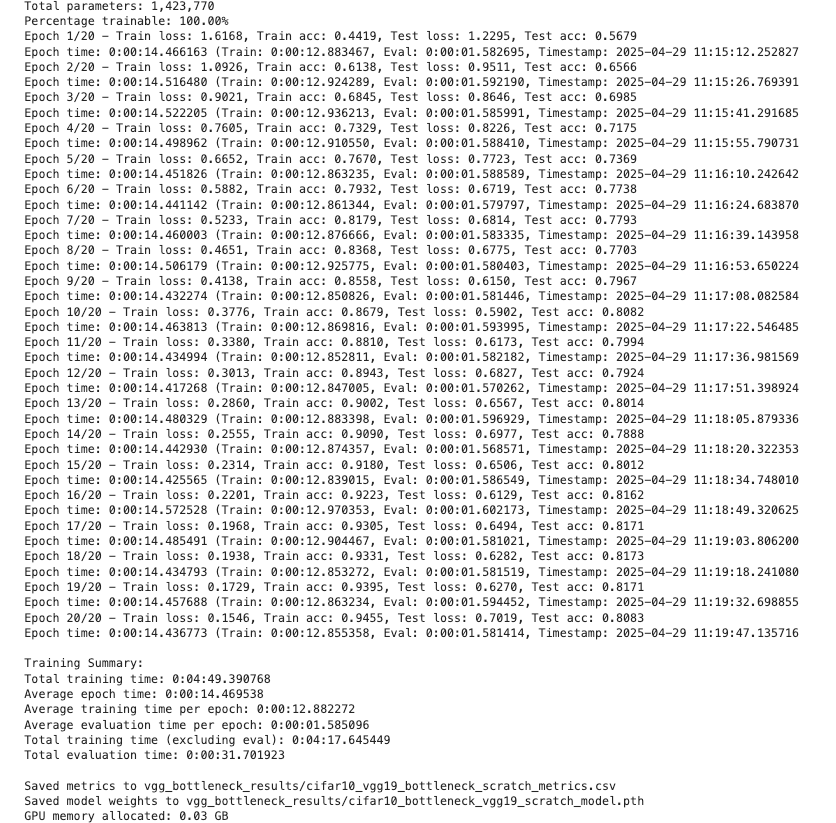 Total parameters: 1,423,770
Percentage trainable: 100.00%
Epoch 1/20 – Train loss: 1.6168, Train acc: 0.4419, Test loss: 1.2295, Test acc: 0.5679
Epoch time: 0:00:14.466163 (Train: 0:00:12.883467, Eval: 0:00:01.582695, Timestamp: 2025-04-29 11:15:12.252827
Epoch 2/20 – Train loss: 1.0926, Train acc: 0.6138, Test loss: 0.9511, Test acc: 0.6566
Epoch time: 0:00:14.516480 (Train: 0:00:12.924289, Eval: 0:00:01.592190, Timestamp: 2025-04-29 11:15:26.769391
Epoch 3/20 – Train loss: 0.9021, Train acc: 0.6845, Test loss: 0.8646, Test acc: 0.6985
Epoch time: 0:00:14.522205 (Train: 0:00:12.936213, Eval: 0:00:01.585991, Timestamp: 2025-04-29 11:15:41.291685
Epoch 4/20 – Train loss: 0.7605, Train acc: 0.7329, Test loss: 0.8226, Test acc: 0.7175
Epoch time: 0:00:14.498962 (Train: 0:00:12.910550, Eval: 0:00:01.588410, Timestamp: 2025-04-29 11:15:55.790731
Epoch 5/20 – Train loss: 0.6652, Train acc: 0.7670, Test loss: 0.7723, Test acc: 0.7369
Epoch time: 0:00:14.451826 (Train: 0:00:12.863235, Eval: 0:00:01.588589, Timestamp: 2025-04-29 11:16:10.242642
Epoch 6/20 – Train loss: 0.5882, Train acc: 0.7932, Test loss: 0.6719, Test acc: 0.7738
Epoch time: 0:00:14.441142 (Train: 0:00:12.861344, Eval: 0:00:01.579797, Timestamp: 2025-04-29 11:16:24.683870
Epoch 7/20 – Train loss: 0.5233, Train acc: 0.8179, Test loss: 0.6814, Test acc: 0.7793
Epoch time: 0:00:14.460003 (Train: 0:00:12.876666, Eval: 0:00:01.583335, Timestamp: 2025-04-29 11:16:39.143958
Epoch 8/20 – Train loss: 0.4651, Train acc: 0.8368, Test loss: 0.6775, Test acc: 0.7703
Epoch time: 0:00:14.506179 (Train: 0:00:12.925775, Eval: 0:00:01.580403, Timestamp: 2025-04-29 11:16:53.650224
Epoch 9/20 – Train loss: 0.4138, Train acc: 0.8558, Test loss: 0.6150, Test acc: 0.7967
Epoch time: 0:00:14.432274 (Train: 0:00:12.850826, Eval: 0:00:01.581446, Timestamp: 2025-04-29 11:17:08.082584
Epoch 10/20 – Train loss: 0.3776, Train acc: 0.8679, Test loss: 0.5902, Test acc: 0.8082
Epoch time: 0:00:14.463813 (Train: 0:00:12.869816, Eval: 0:00:01.593995, Timestamp: 2025-04-29 11:17:22.546485
Epoch 11/20 – Train loss: 0.3380, Train acc: 0.8810, Test loss: 0.6173, Test acc: 0.7994
Epoch time: 0:00:14.434994 (Train: 0:00:12.852811, Eval: 0:00:01.582182, Timestamp: 2025-04-29 11:17:36.981569
Epoch 12/20 – Train loss: 0.3013, Train acc: 0.8943, Test loss: 0.6827, Test acc: 0.7924
Epoch time: 0:00:14.417268 (Train: 0:00:12.847005, Eval: 0:00:01.570262, Timestamp: 2025-04-29 11:17:51.398924
Epoch 13/20 – Train loss: 0.2860, Train acc: 0.9002, Test loss: 0.6567, Test acc: 0.8014
Epoch time: 0:00:14.480329 (Train: 0:00:12.883398, Eval: 0:00:01.596929, Timestamp: 2025-04-29 11:18:05.879336
Epoch 14/20 – Train loss: 0.2555, Train acc: 0.9090, Test loss: 0.6977, Test acc: 0.7888
Epoch time: 0:00:14.442930 (Train: 0:00:12.874357, Eval: 0:00:01.568571, Timestamp: 2025-04-29 11:18:20.322353
Epoch 15/20 – Train loss: 0.2314, Train acc: 0.9180, Test loss: 0.6506, Test acc: 0.8012
Epoch time: 0:00:14.425565 (Train: 0:00:12.839015, Eval: 0:00:01.586549, Timestamp: 2025-04-29 11:18:34.748010
Epoch 16/20 – Train loss: 0.2201, Train acc: 0.9223, Test loss: 0.6129, Test acc: 0.8162
Epoch time: 0:00:14.572528 (Train: 0:00:12.970353, Eval: 0:00:01.602173, Timestamp: 2025-04-29 11:18:49.320625
Epoch 17/20 – Train loss: 0.1968, Train acc: 0.9305, Test loss: 0.6494, Test acc: 0.8171
Epoch time: 0:00:14.485491 (Train: 0:00:12.904467, Eval: 0:00:01.581021, Timestamp: 2025-04-29 11:19:03.806200
Epoch 18/20 – Train loss: 0.1938, Train acc: 0.9331, Test loss: 0.6282, Test acc: 0.8173
Epoch time: 0:00:14.434793 (Train: 0:00:12.853272, Eval: 0:00:01.581519, Timestamp: 2025-04-29 11:19:18.241080
Epoch 19/20 – Train loss: 0.1729, Train acc: 0.9395, Test loss: 0.6270, Test acc: 0.8171
Epoch time: 0:00:14.457688 (Train: 0:00:12.863234, Eval: 0:00:01.594452, Timestamp: 2025-04-29 11:19:32.698855
Epoch 20/20 – Train loss: 0.1546, Train acc: 0.9455, Test loss: 0.7019, Test acc: 0.8083
Epoch time: 0:00:14.436773 (Train: 0:00:12.855358, Eval: 0:00:01.581414, Timestamp: 2025-04-29 11:19:47.135716
Training Summary:
Total training time: 0:04:49.390768
Average epoch time: 0:00:14.469538
Average training time per epoch: 0:00:12.882272
Average evaluation time per epoch: 0:00:01.585096
Total training time (excluding eval): 0:04:17.645449
Total evaluation time: 0:00:31.701923
Saved metrics to vgg_bottleneck_results/cifar10_vgg19_bottleneck_scratch_metrics.csv
Saved model weights to vgg_bottleneck_results/cifar10_bottleneck_vgg19_scratch_model.pth
GPU memory allocated: 0.03 GB